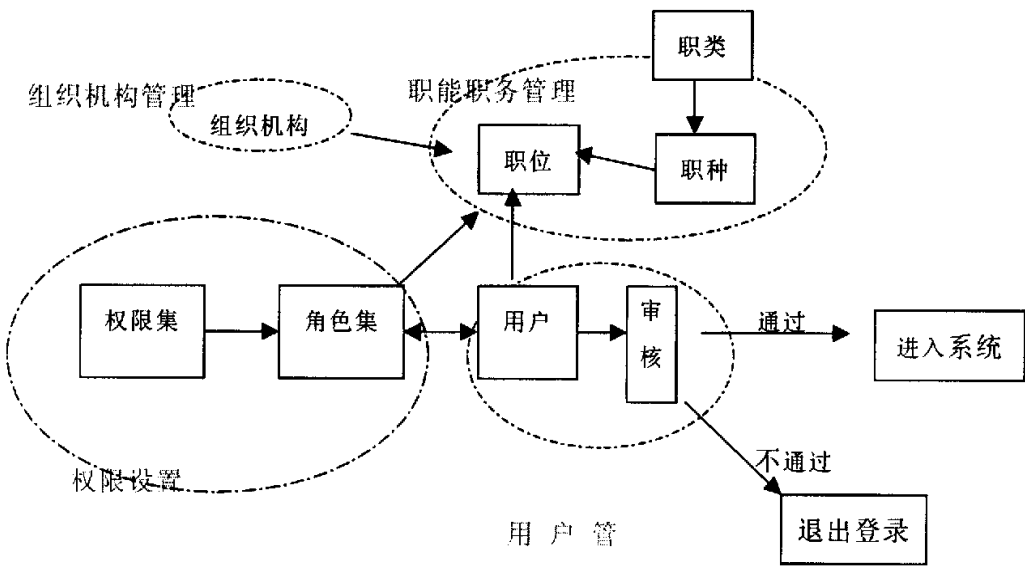 职类
组织机构管理
职能职务管理
组织机构
职位
职种
权限集
角色集
用户
审核
通过
进入系统
不通过
权限设置
退出登录
用户管